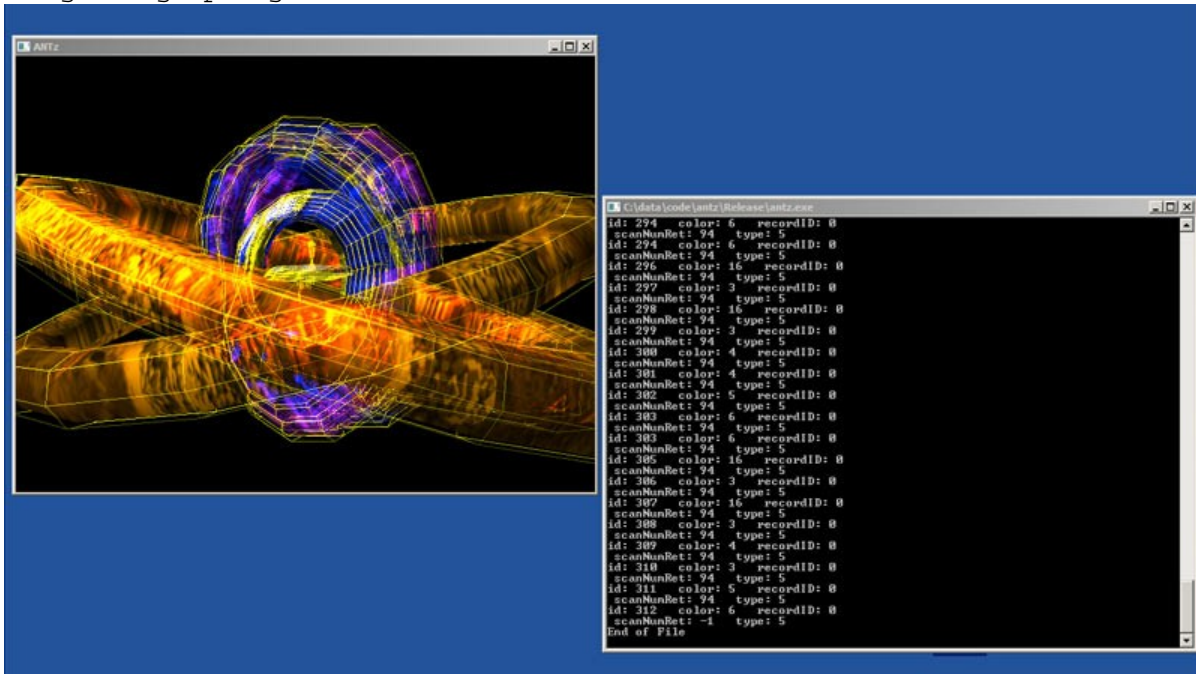 ANTz
C:\data\code\antz\Release\antz.exe
id: 294 color: 6 recordID: 0
scanNumRet: 94 type: 5
id: 294 color: 6 recordID: 0
scanNumRet: 94 type: 5
id: 296 color: 16 recordID: 0
scanNumRet: 94 type: 5
id: 297 color: 3 recordID: 0
scanNumRet: 94 type: 5
id: 298 color: 16 recordID: 0
scanNumRet: 94 type: 5
id: 299 color: 3 recordID: 0
scanNumRet: 94 type: 5
id: 300 color: 4 recordID: 0
scanNumRet: 94 type: 5
id: 301 color: 4 recordID: 0
scanNumRet: 94 type: 5
id: 302 color: 5 recordID: 0
scanNumRet: 94 type: 5
id: 303 color: 6 recordID: 0
scanNumRet: 94 type: 5
id: 303 color: 6 recordID: 0
scanNumRet: 94 type: 5
id: 305 color: 16 recordID: 0
scanNumRet: 94 type: 5
id: 306 color: 3 recordID: 0
scanNumRet: 94 type: 5
id: 307 color: 16 recordID: 0
scanNumRet: 94 type: 5
id: 308 color: 3 recordID: 0
scanNumRet: 94 type: 5
id: 309 color: 4 recordID: 0
scanNumRet: 94 type: 5
id: 310 color: 3 recordID: 0
scanNumRet: 94 type: 5
id: 311 color: 5 recordID: 0
scanNumRet: 94 type: 5
id: 312 color: 6 recordID: 0
scanNumRet: -1 type: 5
End of File